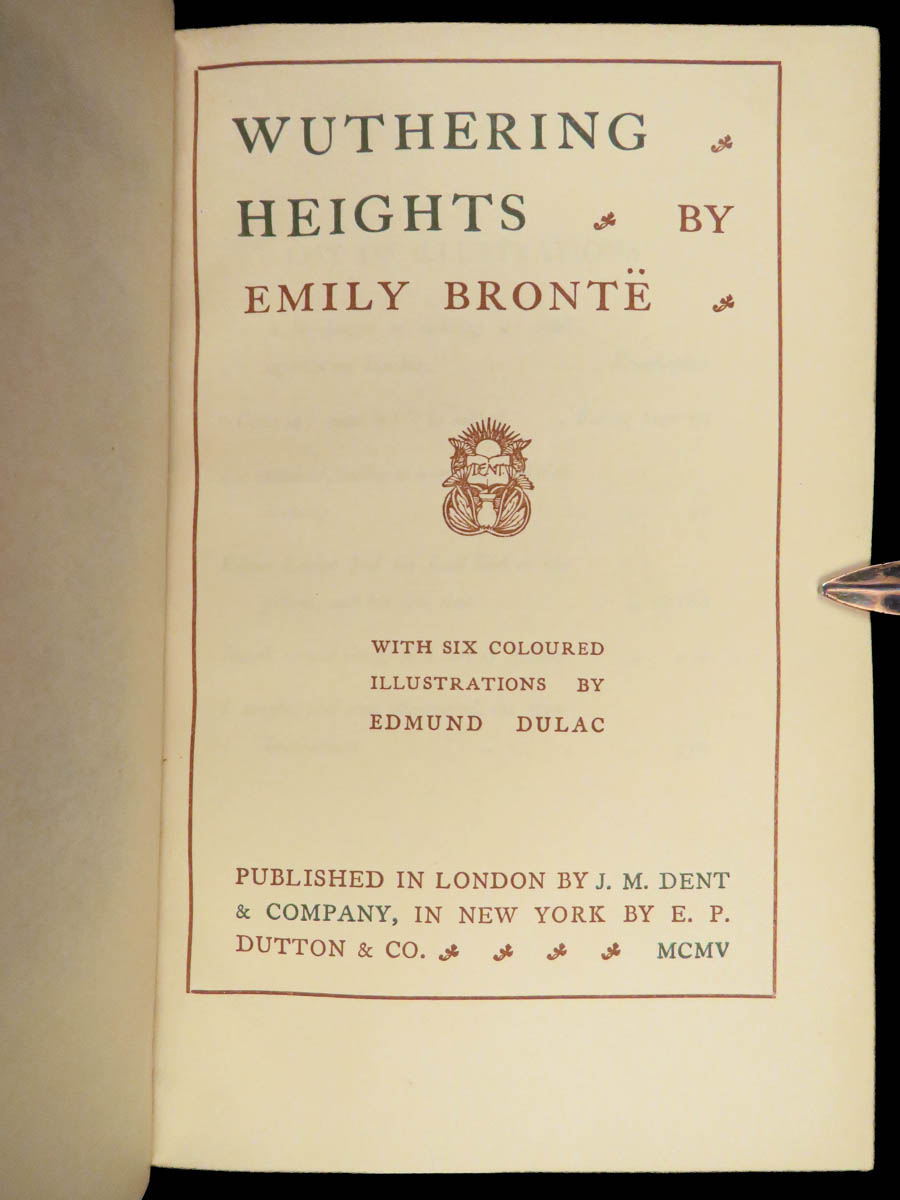 WUTHERING
HEIGHTS BY
EMILY BRONTË
DENT
WITH SIX COLOURED
ILLUSTRATIONS BY
EDMUND DULAC
PUBLISHED IN LONDON BY J. M. DENT
& COMPANY, IN NEW YORK BY E. P.
DUTTON & CO. MCMV